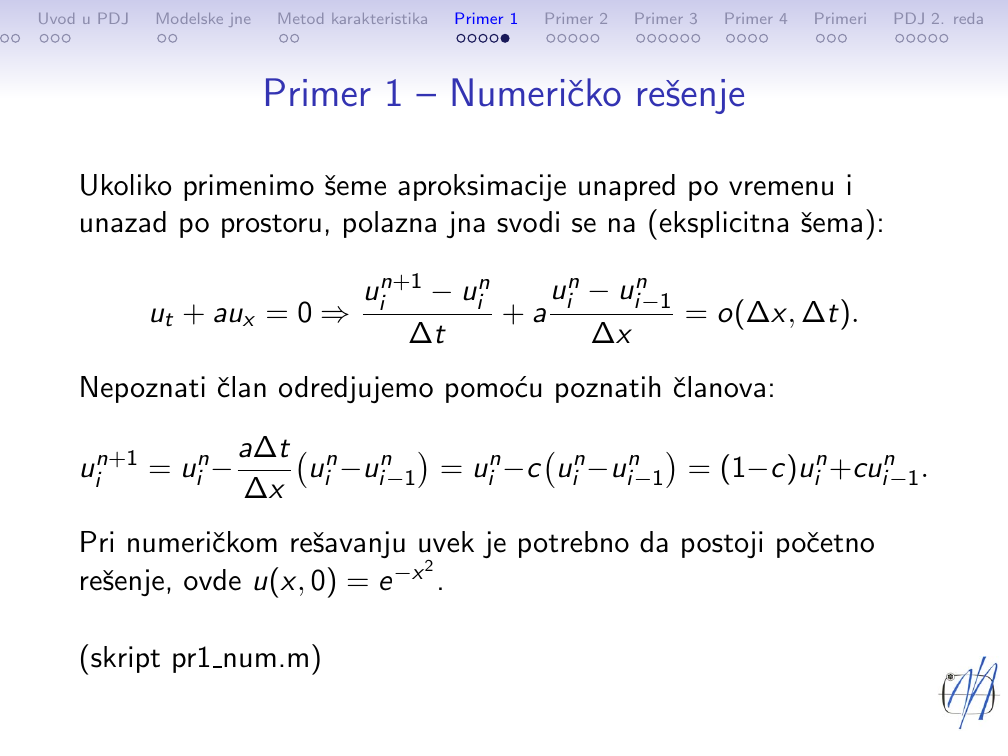 Uvod u PDJ Modelske jne Metod karakteristika Primer 1 Primer 2 Primer 3 Primer 4 Primeri PDJ 2. reda
Primer 1 – Numeričko rešenje
Ukoliko primenimo šeme aproksimacije unapred po vremenu i
unazad po prostoru, polazna jna svodi se na (eksplicitna šema):
$u_t + au_x = 0 \Rightarrow \frac{u_i^{n+1} - u_i^n}{\Delta t} + a\frac{u_i^n - u_{i-1}^n}{\Delta x} = o(\Delta x, \Delta t).$
Nepoznati član odredjujemo pomoću poznatih članova:
$u_i^{n+1} = u_i^n - \frac{a\Delta t}{\Delta x}(u_i^n - u_{i-1}^n) = u_i^n - c(u_i^n - u_{i-1}^n) = (1-c)u_i^n + cu_{i-1}^n.$
Pri numeričkom rešavanju uvek je potrebno da postoji početno
rešenje, ovde $u(x, 0) = e^{-x^2}$.
(skript pr1_num.m)